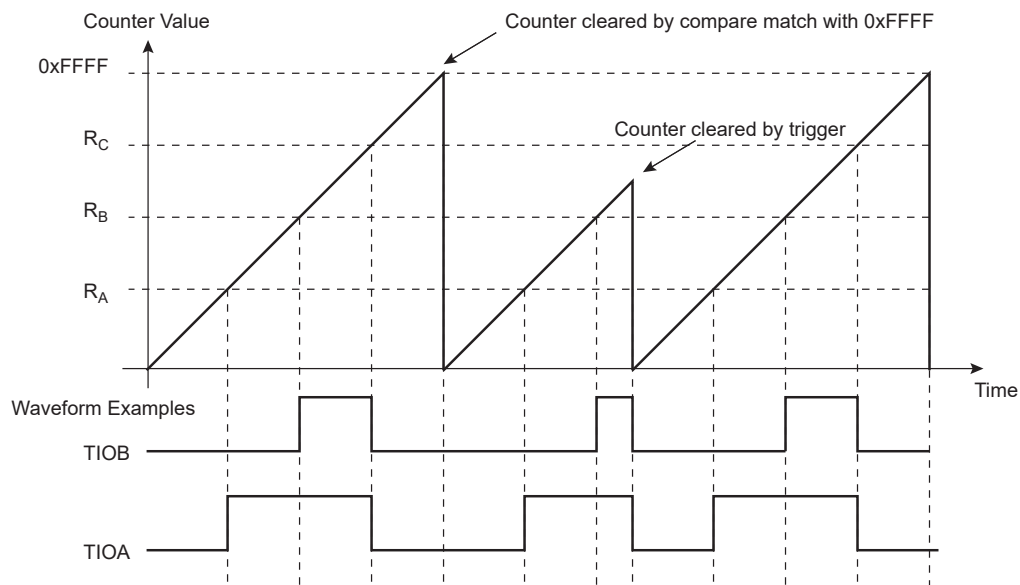 Counter Value
Counter cleared by compare match with 0xFFFF
0xFFFF
Counter cleared by trigger
RC
RB
RA
Time
Waveform Examples
TIOB
TIOA